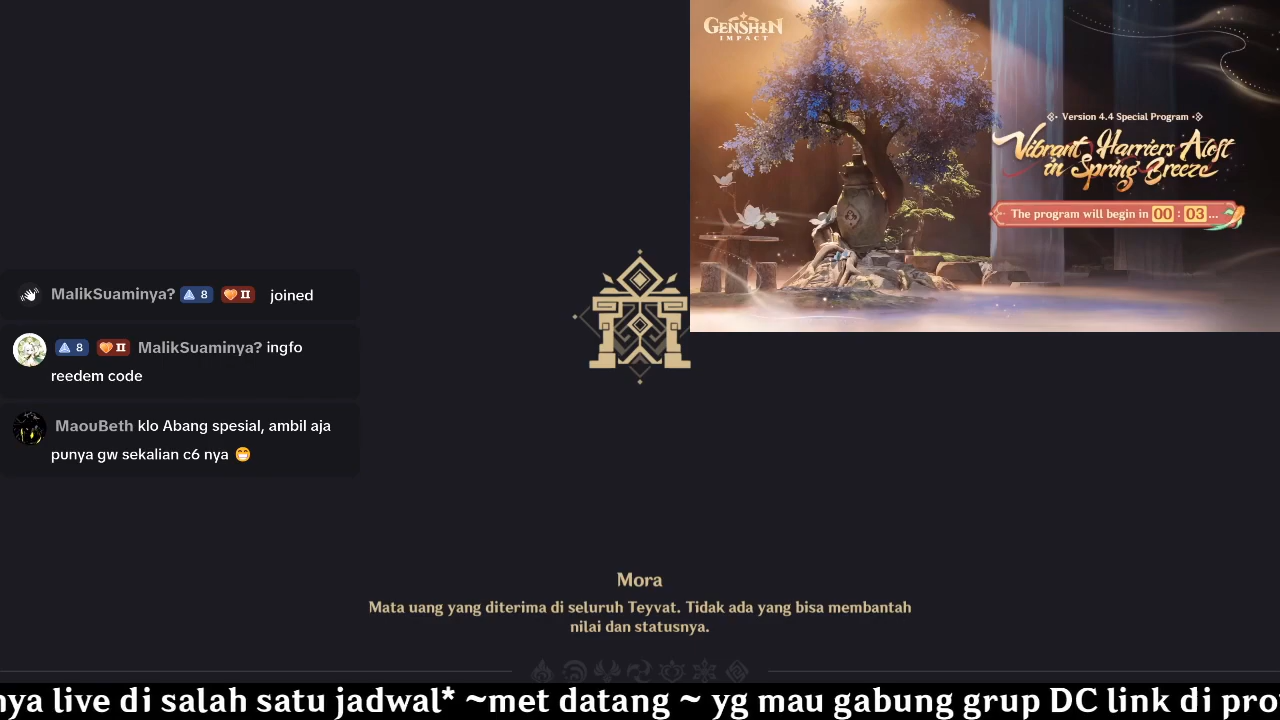 GENSHIN
IMPACT
Version 4.4 Special Program
Vibrant Harriers Aloft
in Spring Breeze
The program will begin in 00 : 03 ...
MalikSuaminya? 8 II joined
8 II MalikSuaminya? ingfo
reedem code
MaouBeth klo Abang spesial, ambil aja
punya gw sekalian c6 nya 😁
Mora
Mata uang yang diterima di seluruh Teyvat. Tidak ada yang bisa membantah
nilai dan statusnya.
nya live di salah satu jadwal* ~met datang ~ yg mau gabung grup DC link di pro